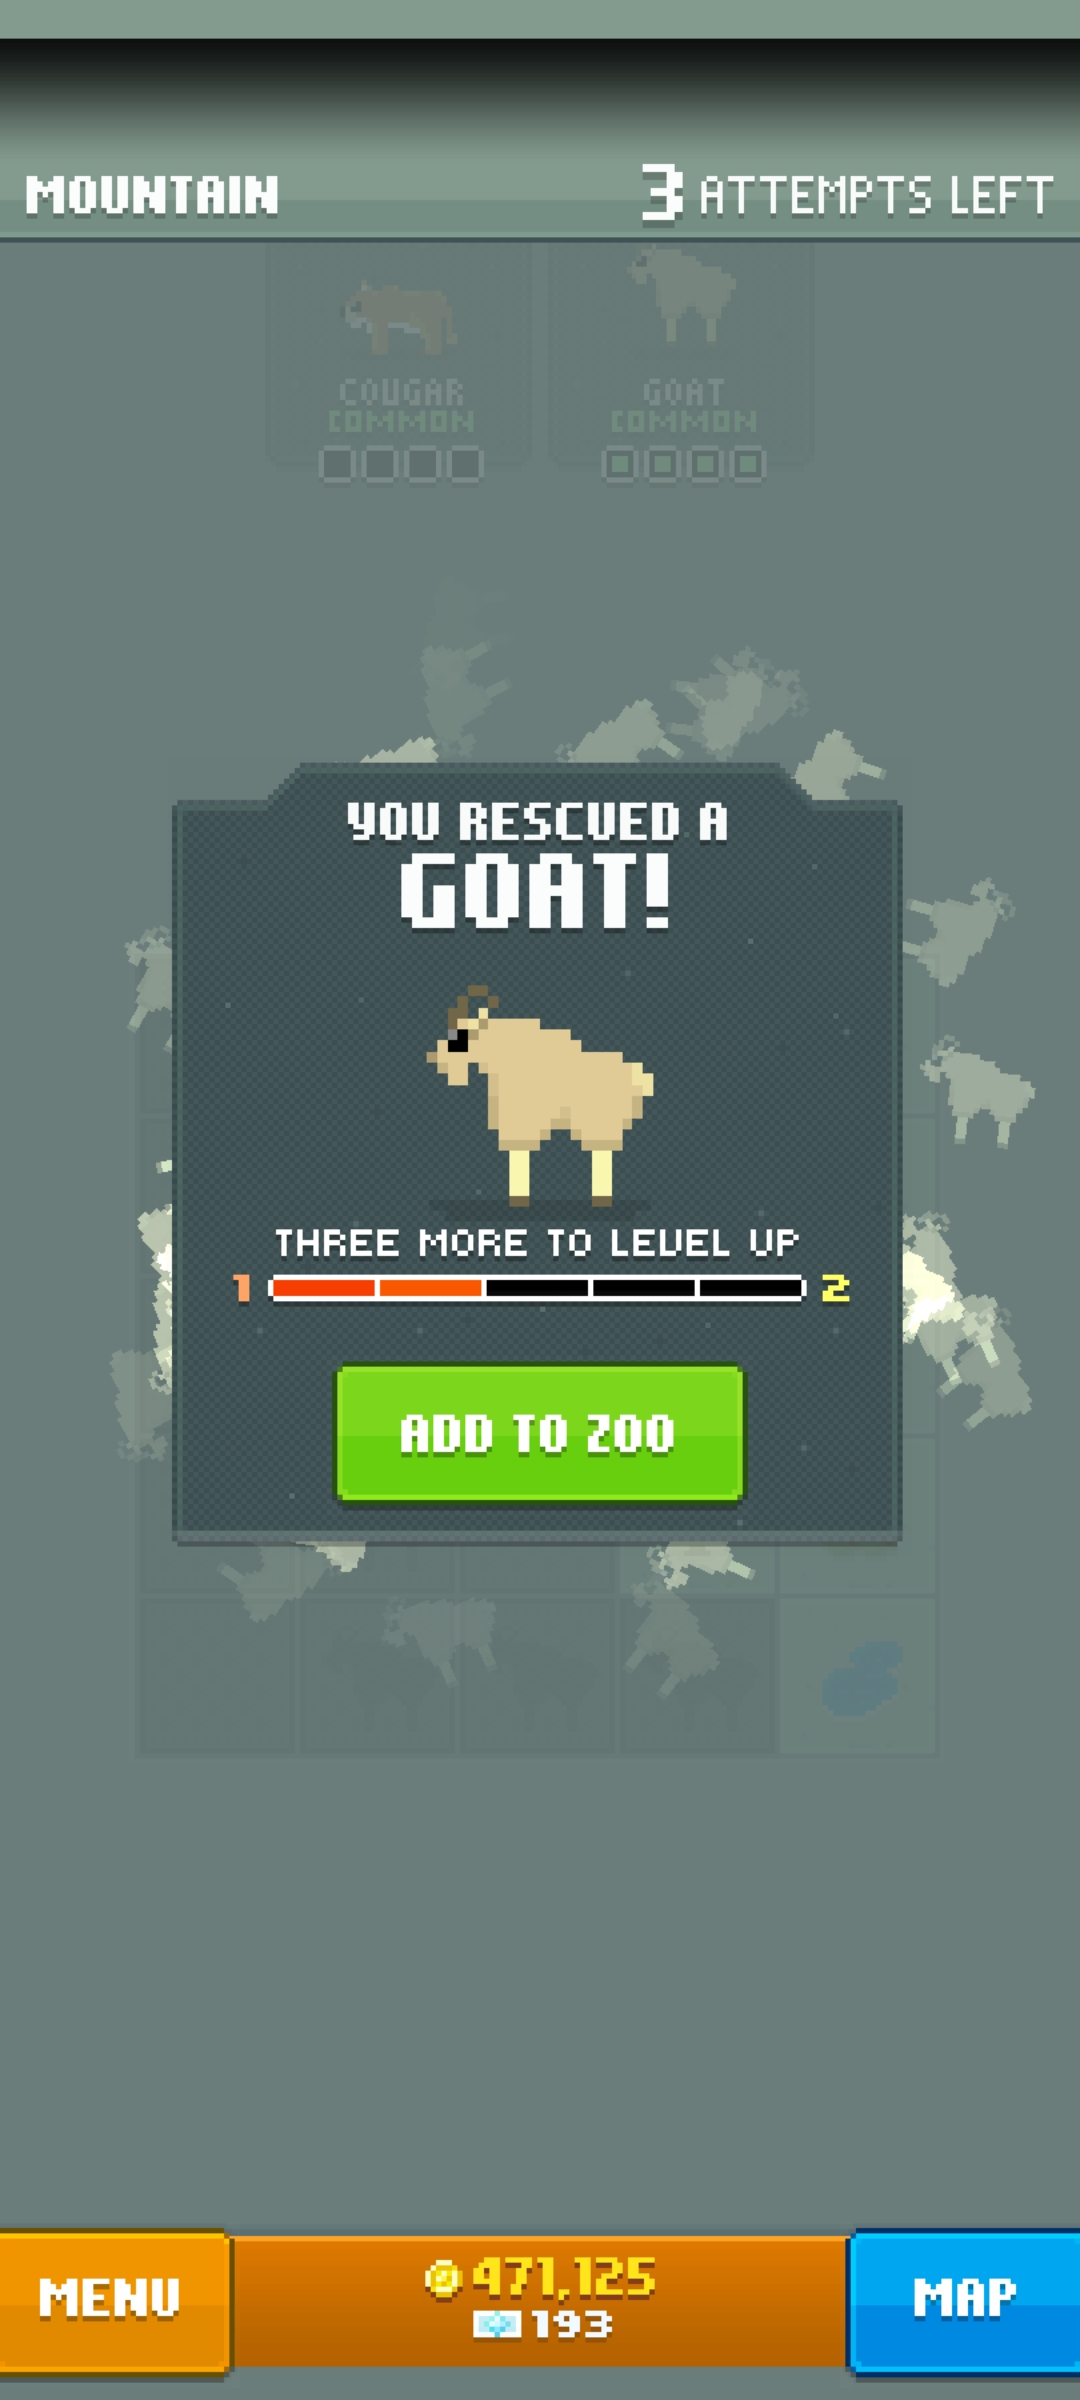 MOUNTAIN
3 ATTEMPTS LEFT
COUGAR
COMMON
GOAT
COMMON
YOU RESCUED A
GOAT!
THREE MORE TO LEVEL UP
1
2
ADD TO ZOO
MENU
471,125
193
MAP